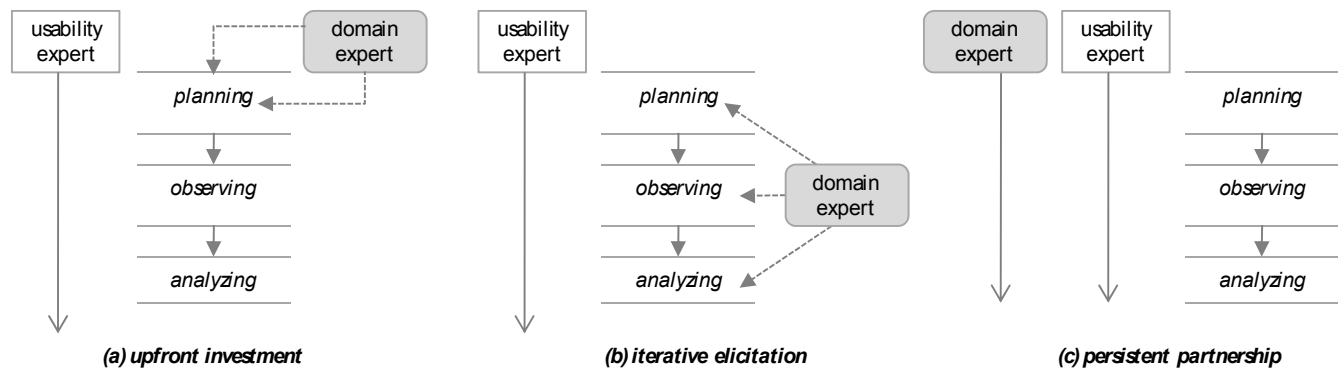 usability
expert
domain
expert
planning
observing
analyzing
(a) upfront investment
usability
expert
planning
observing
domain
expert
analyzing
(b) iterative elicitation
domain
expert
usability
expert
planning
observing
analyzing
(c) persistent partnership